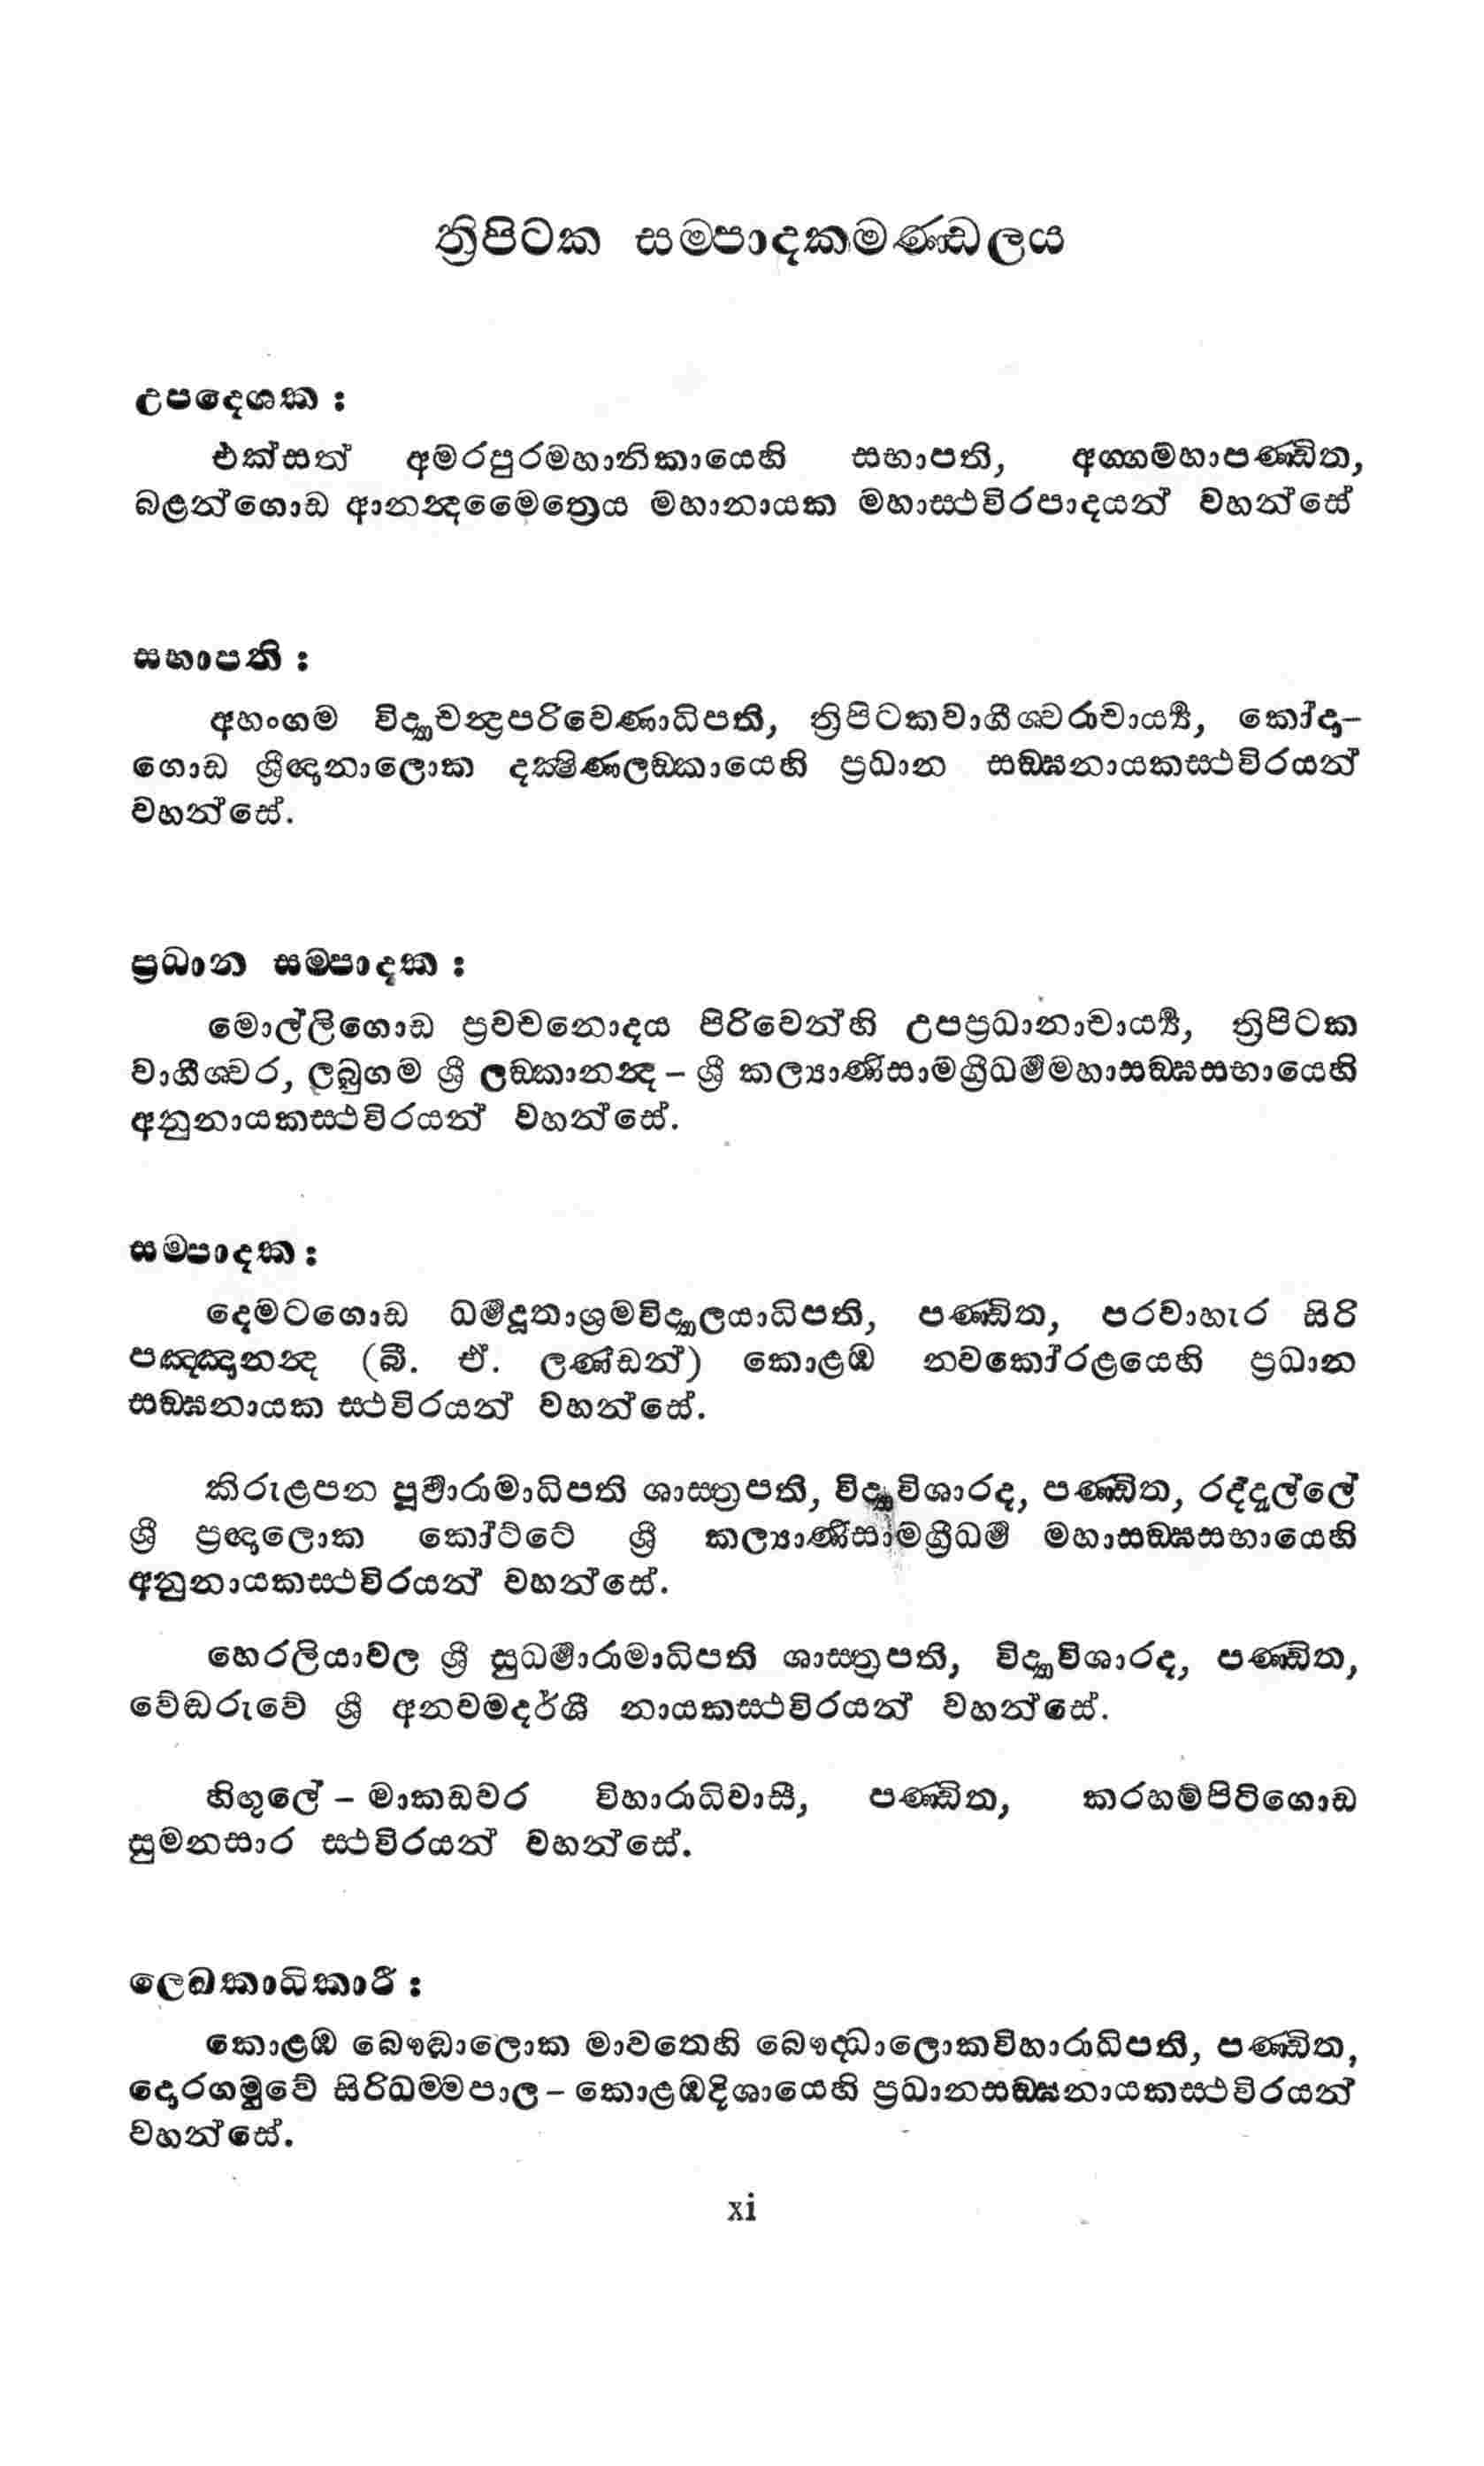 ත්‍රිපිටක සම්පාදකමණ්ඩලය
උපදෙශක :
එක්සත් අමරපුරමහානිකායෙහි සභාපති, අග්ගමහාපණ්ඩිත,
බළන්ගොඩ ආනන්‍දමෛත්‍රෙය මහානායක මහාස්ථවිරපාදයන් වහන්සේ
සභාපති :
අහංගම විද්‍යාචන්‍ද්‍රපරිවෙණාධිපති, ත්‍රිපිටකවාගීශ්වරාචාර්‍ය්‍ය, කෝදා-
ගොඩ ශ්‍රීඥානාලොක දක්ෂිණලඞ්කායෙහි ප්‍රධාන සඞ්ඝනායකස්ථවිරයන්
වහන්සේ.
ප්‍රධාන සම්පාදක :
මොල්ලිගොඩ ප්‍රවචනොදය පිරිවෙන්හි උපප්‍රධානාචාර්‍ය්‍ය, ත්‍රිපිටක
වාගීශ්වර, ලබුගම ශ්‍රී ලඞ්කානන්‍ද – ශ්‍රී කල්‍යාණිසාමග්‍රීධර්‍මමහාසඞ්ඝසභායෙහි
අනුනායකස්ථවිරයන් වහන්සේ.
සම්පාදක :
දෙමටගොඩ ධර්‍මදූතාශ්‍රමවිද්‍යාලයාධිපති, පණ්ඩිත, පරවාහැර සිරි
පඤ්ඤානන්‍ද (බී. ඒ. ලණ්ඩන්) කොළඹ නවකෝරළයෙහි ප්‍රධාන
සඞ්ඝනායක ස්ථවිරයන් වහන්සේ.
කිරුළපන පූර්‍වාරාමාධිපති ශාස්ත්‍රපති, විද්‍යාවිශාරද, පණ්ඩිත, රද්දැල්ලේ
ශ්‍රී ප්‍රඥාලොක කෝට්ටේ ශ්‍රී කල්‍යාණිසාමග්‍රීධර්‍ම මහාසඞ්ඝසභායෙහි
අනුනායකස්ථවිරයන් වහන්සේ.
හෙරලියාවල ශ්‍රී සුධර්‍මාරාමාධිපති ශාස්ත්‍රපති, විද්‍යාවිශාරද, පණ්ඩිත,
වේඬරුවේ ශ්‍රී අනවමදර්ශී නායකස්ථවිරයන් වහන්සේ.
හිඟුලේ – මාකඩවර විහාරාධිවාසී, පණ්ඩිත, කරහම්පිටිගොඩ
සුමනසාර ස්ථවිරයන් වහන්සේ.
ලෙඛකාධිකාරී :
කොළඹ බෞද්ධාලොක මාවතෙහි බෞද්ධාලොකවිහාරාධිපති, පණ්ඩිත,
දොරගමුවේ සිරිධම්මපාල – කොළඹදිශායෙහි ප්‍රධානසඞ්ඝනායකස්ථවිරයන්
වහන්සේ.
xi